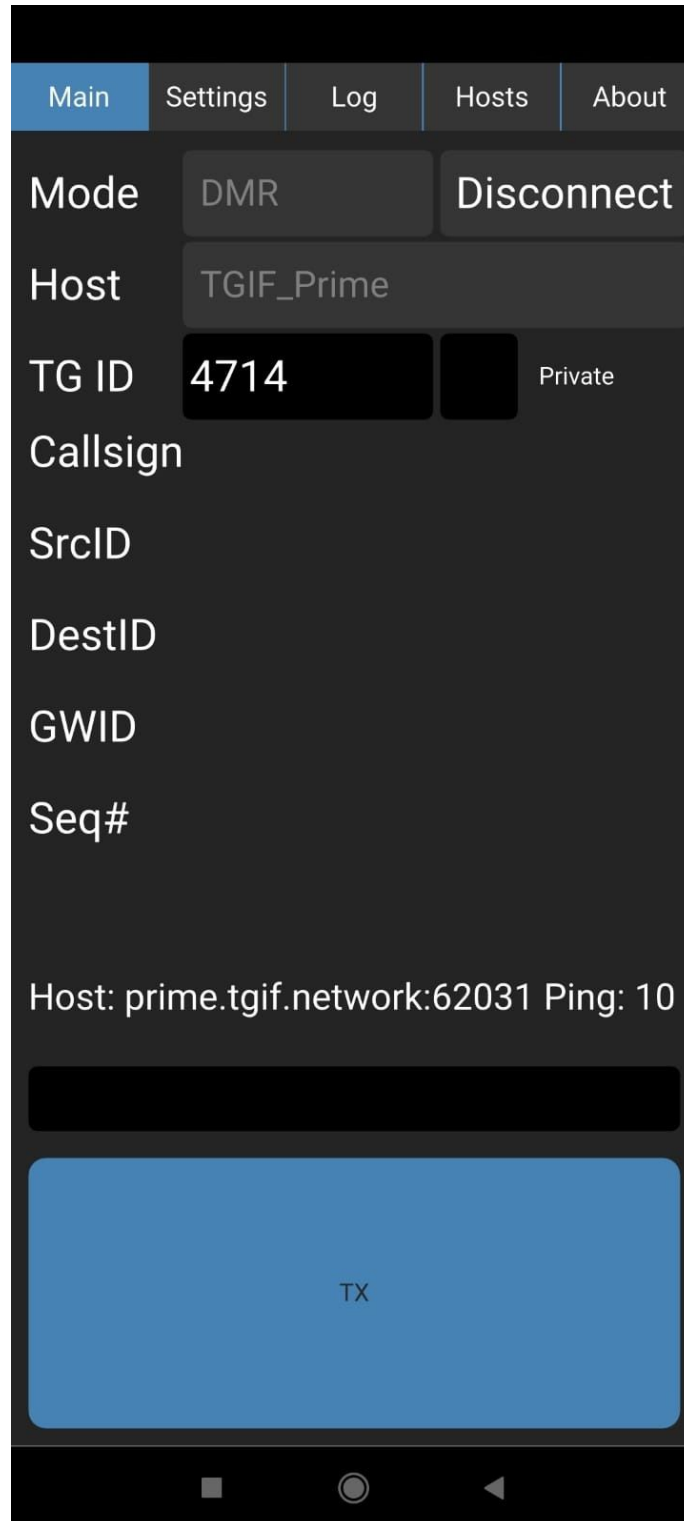 Main Settings Log Hosts About
Mode DMR Disconnect
Host TGIF_Prime
TG ID 4714 Private
Callsign
SrcID
DestID
GWID
Seq#
Host: prime.tgif.network:62031 Ping: 10
TX